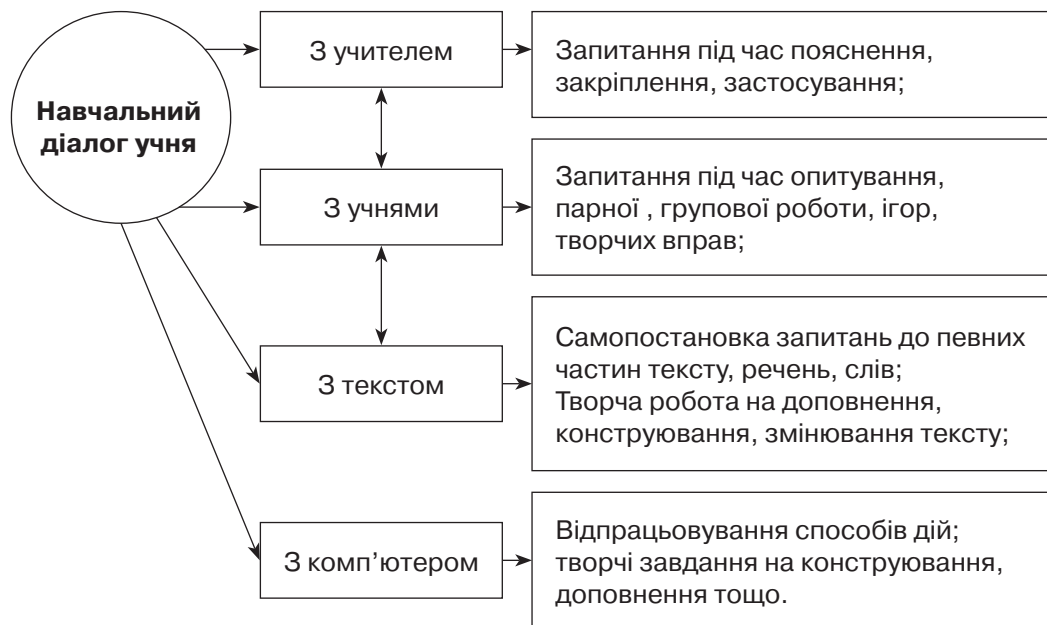 Навчальний
діалог учня
З учителем
Запитання під час пояснення,
закріплення, застосування;
З учнями
Запитання під час опитування,
парної , групової роботи, ігор,
творчих вправ;
З текстом
Самопостановка запитань до певних
частин тексту, речень, слів;
Творча робота на доповнення,
конструювання, змінювання тексту;
З комп’ютером
Відпрацьовування способів дій;
творчі завдання на конструювання,
доповнення тощо.